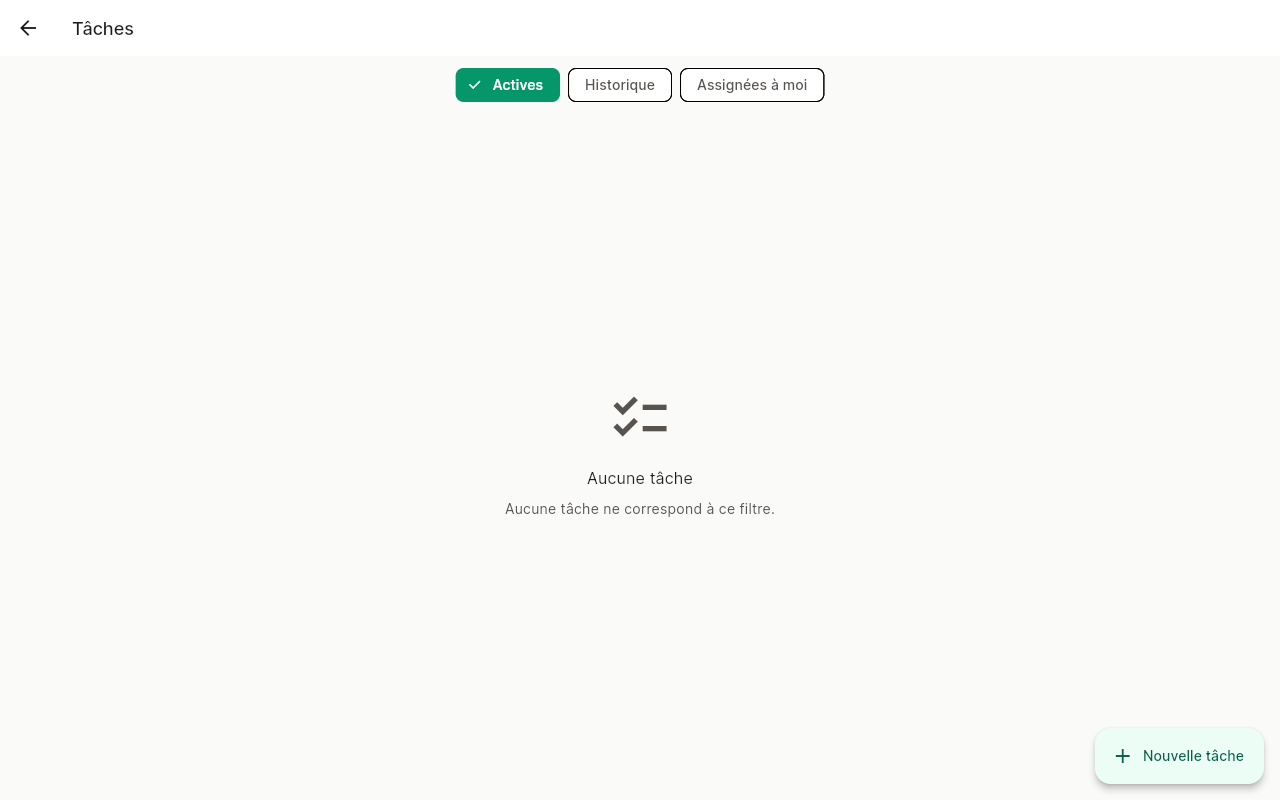 Tâches
Actives
Historique
Assignées à moi
Aucune tâche
Aucune tâche ne correspond à ce filtre.
Nouvelle tâche